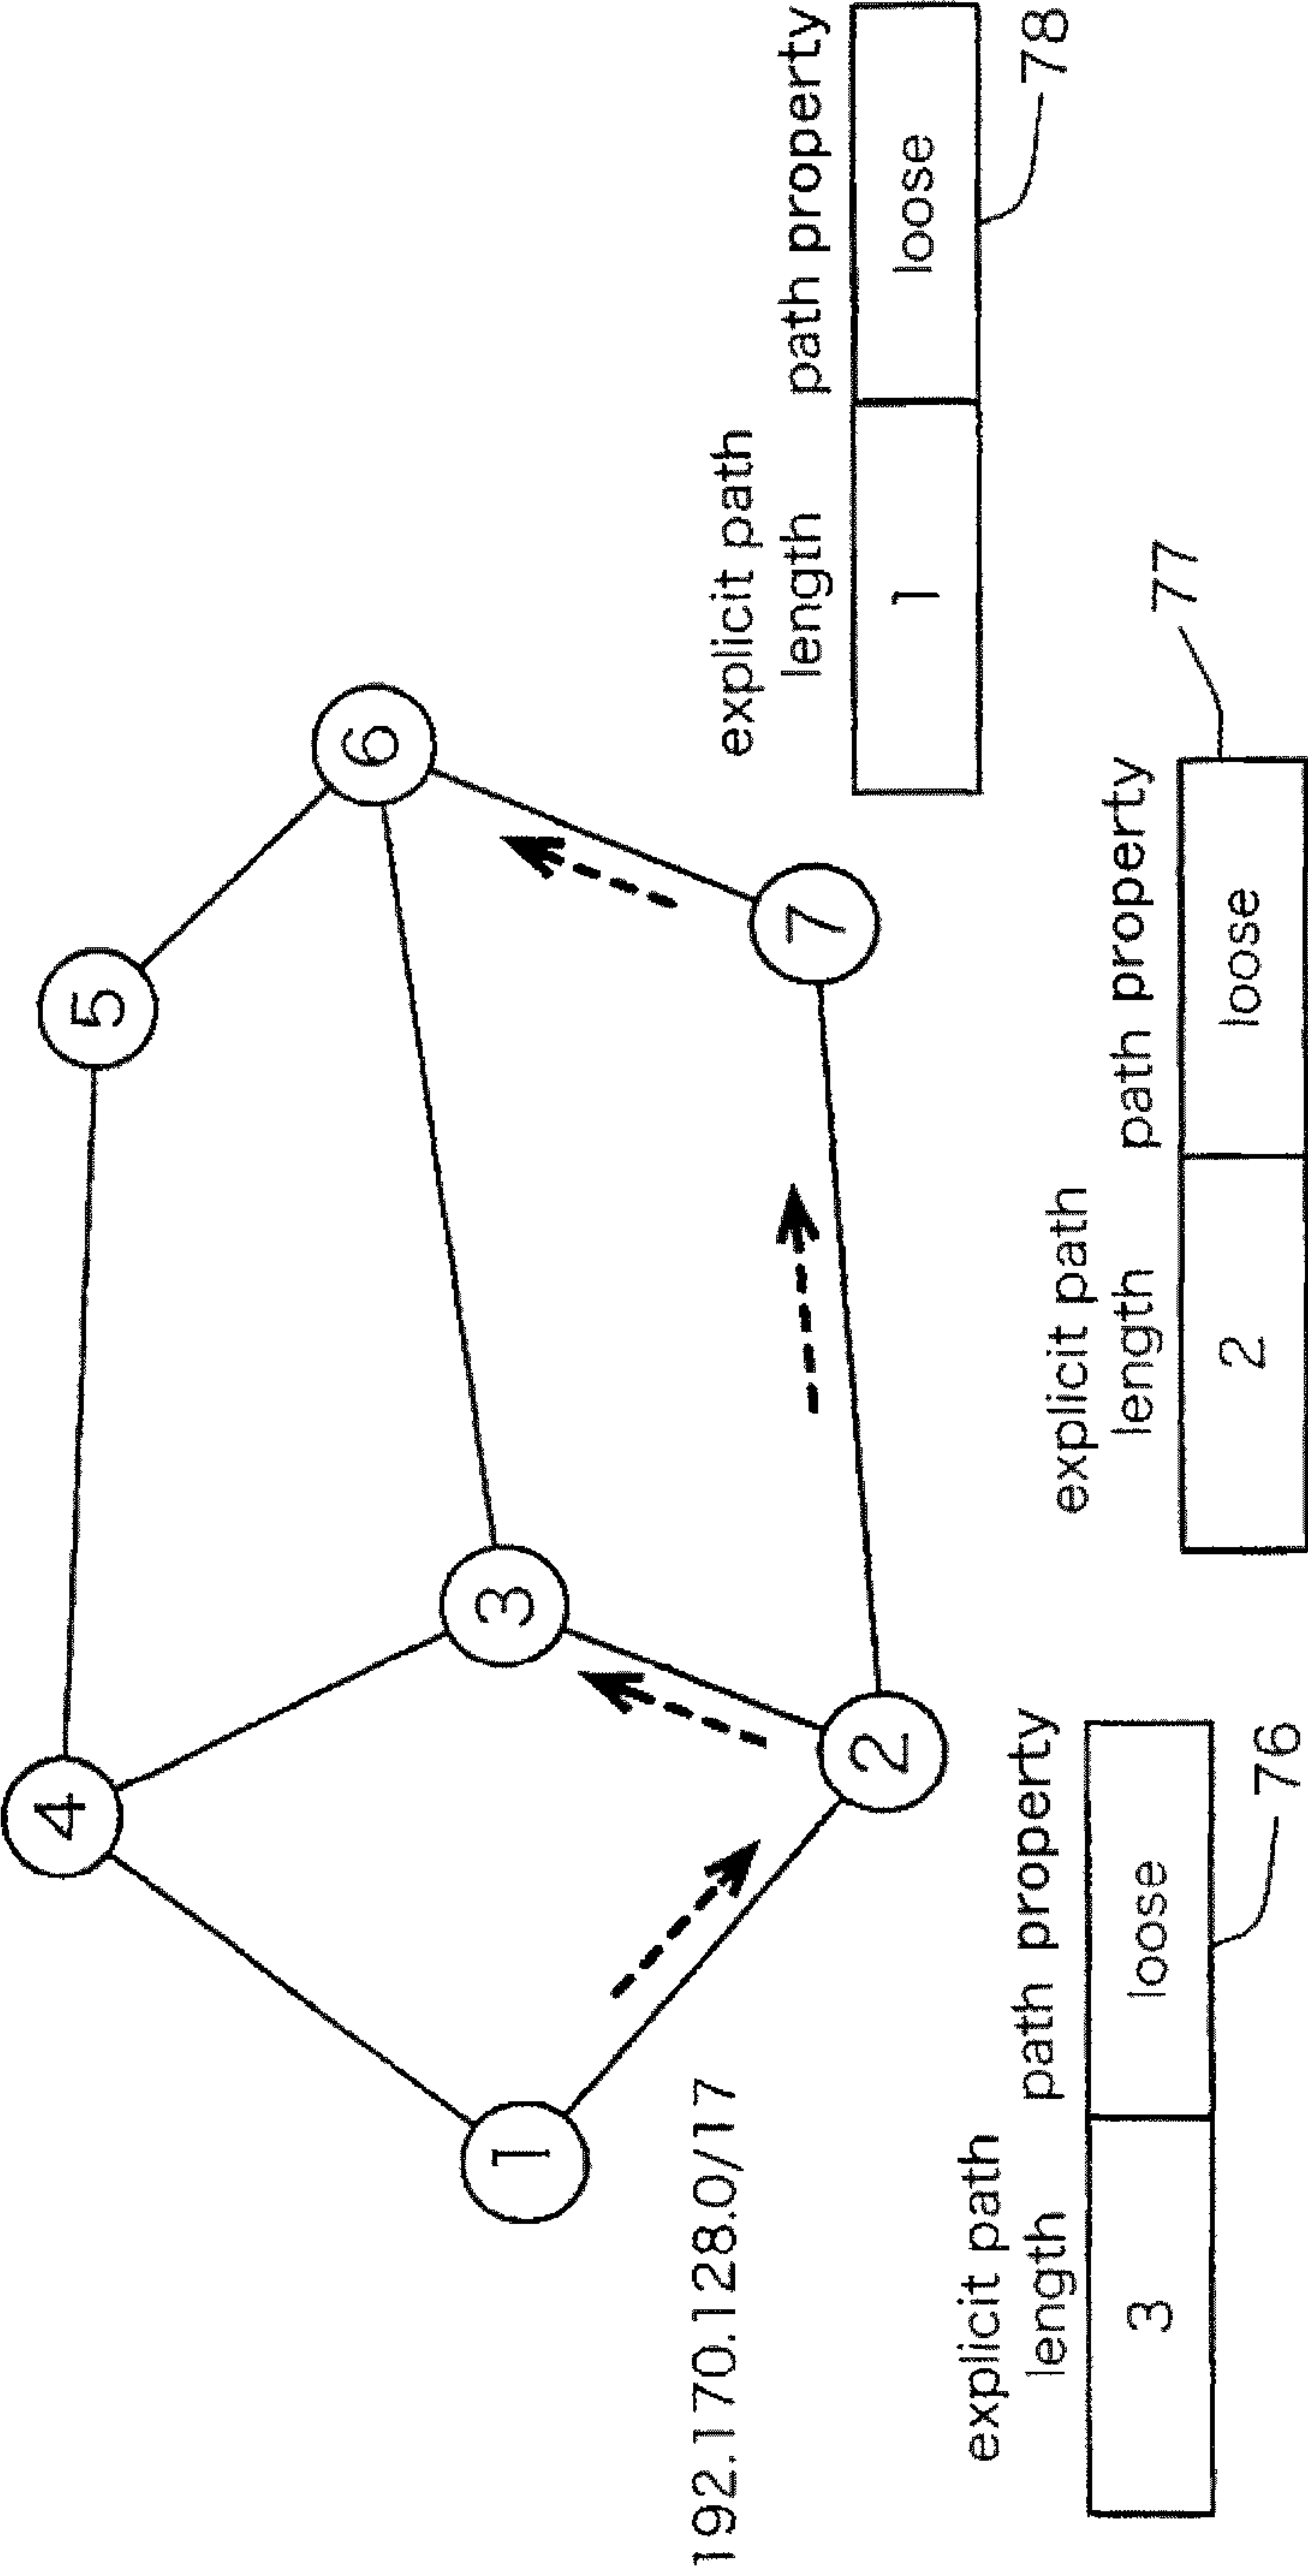 4
5
1
3
6
2
7
192.170.128.0/17
explicit path
length
path property
3
loose
76
explicit path
length
path property
2
loose
77
explicit path
length
path property
1
loose
78